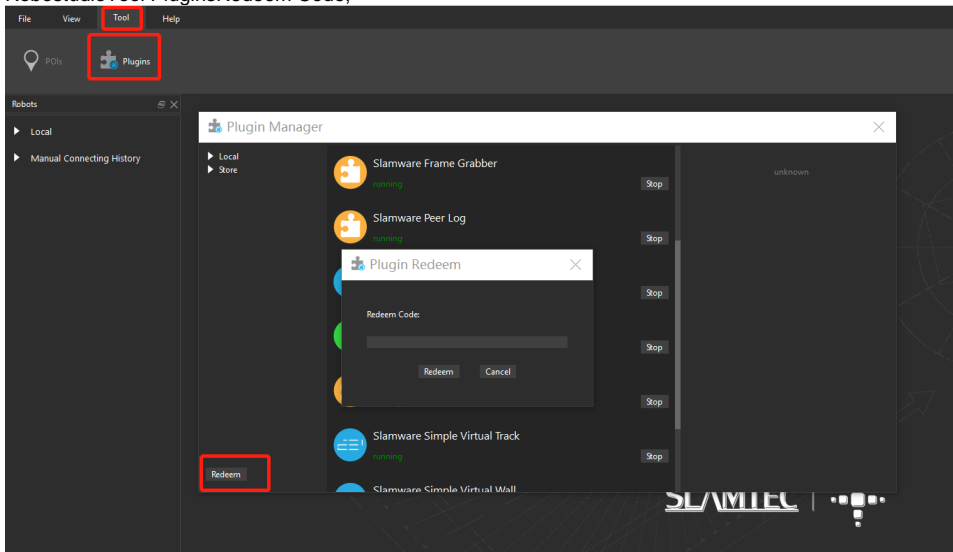 File View Tool Help
POIs Plugins
Robots
Local
Manual Connecting History
Plugin Manager
Local
Store
Slamware Frame Grabber
running
Stop
unknown
Slamware Peer Log
running
Stop
Plugin Redeem
Stop
Redeem Code:
Stop
Redeem Cancel
Stop
Slamware Simple Virtual Track
running
Stop
Redeem
Slamware Simple Virtual Wall
SLAMTEC